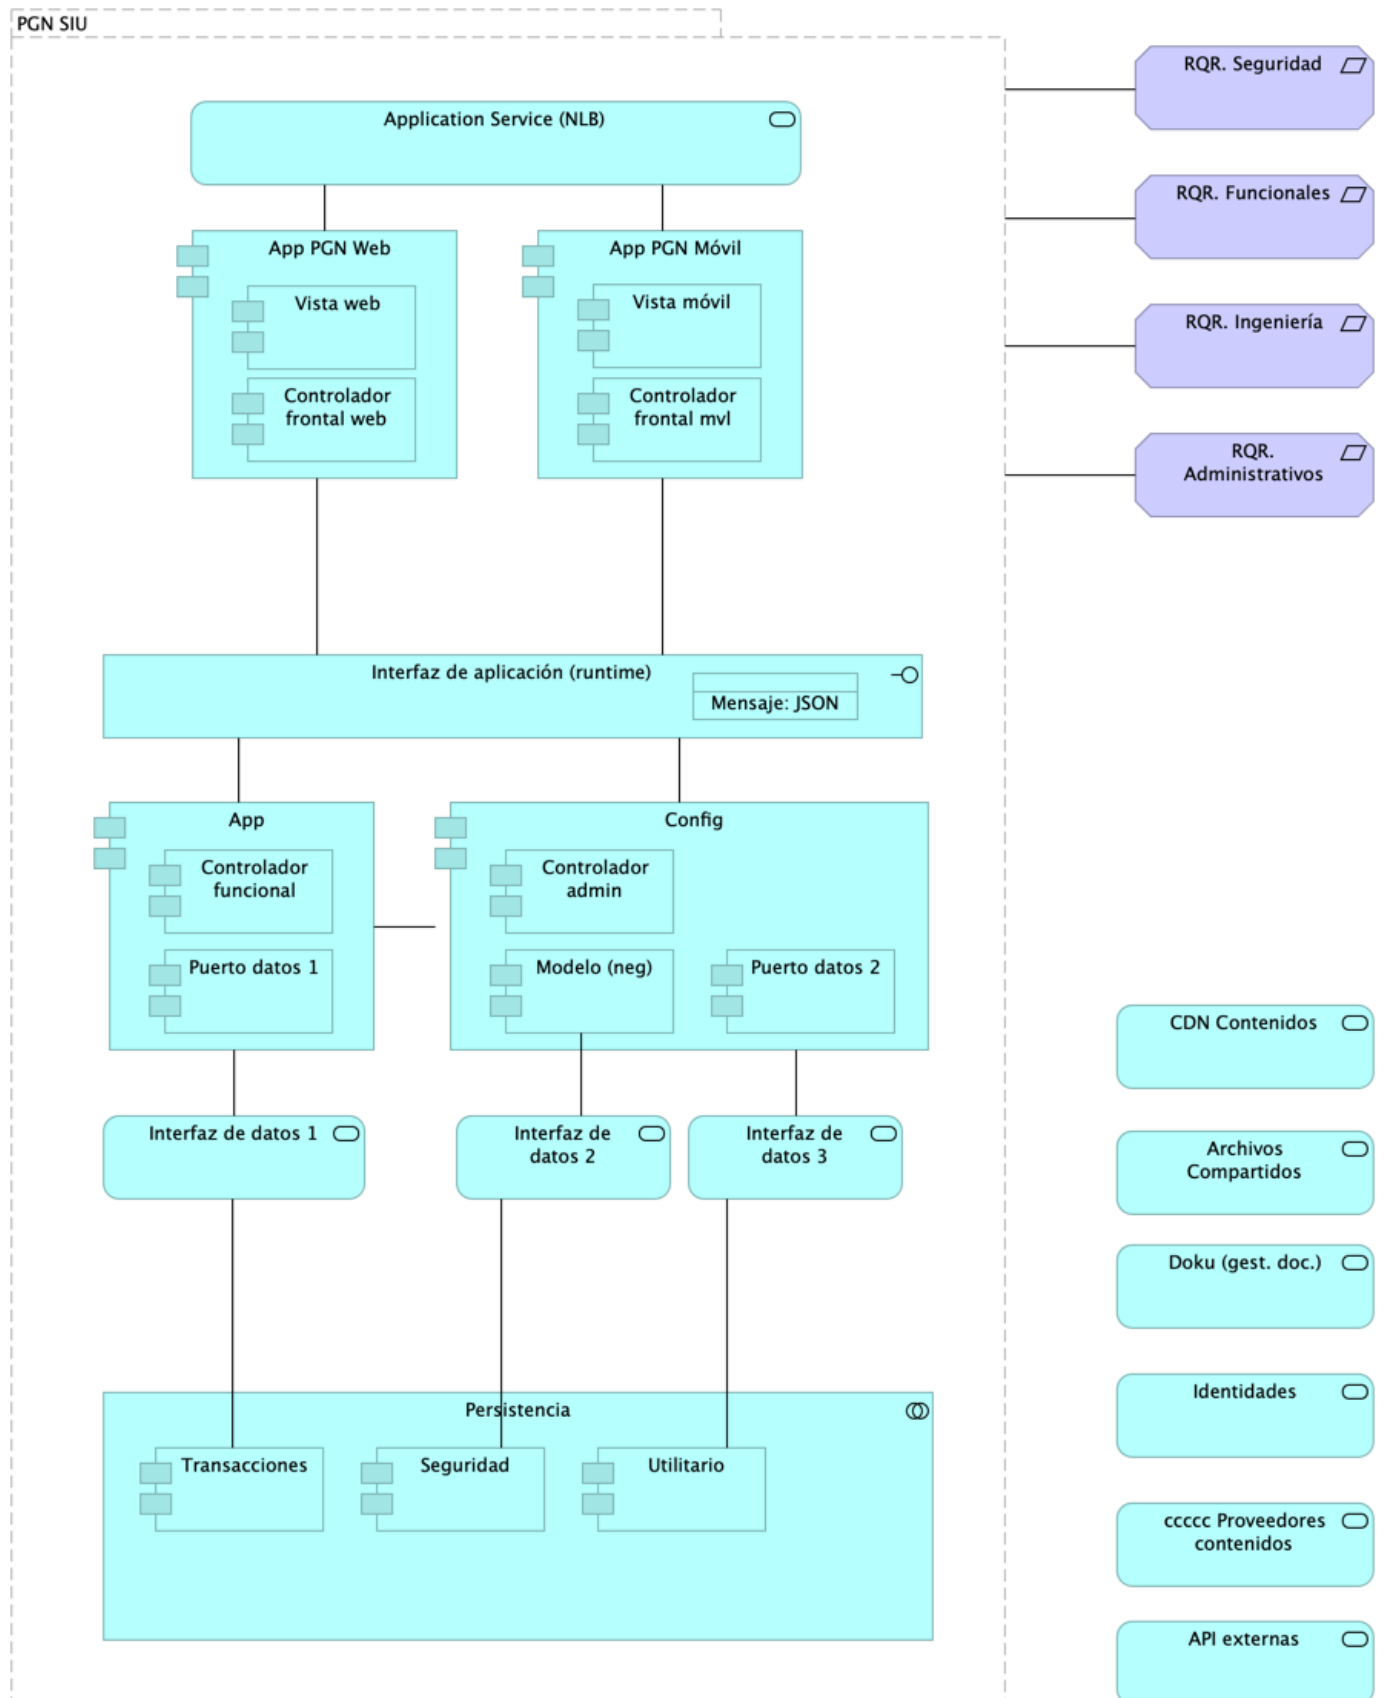 PGN SIU
RQR. Seguridad
Application Service (NLB)
RQR. Funcionales
App PGN Web
App PGN Móvil
Vista web
Vista móvil
RQR. Ingeniería
Controlador
frontal web
Controlador
frontal mvl
RQR.
Administrativos
Interfaz de aplicación (runtime)
Mensaje: JSON
App
Config
Controlador
funcional
Controlador
admin
Puerto datos 1
Modelo (neg)
Puerto datos 2
CDN Contenidos
Interfaz de datos 1
Interfaz de
datos 2
Interfaz de
datos 3
Archivos
Compartidos
Doku (gest. doc.)
Identidades
Persistencia
Transacciones
Seguridad
Utilitario
ccccc Proveedores
contenidos
API externas